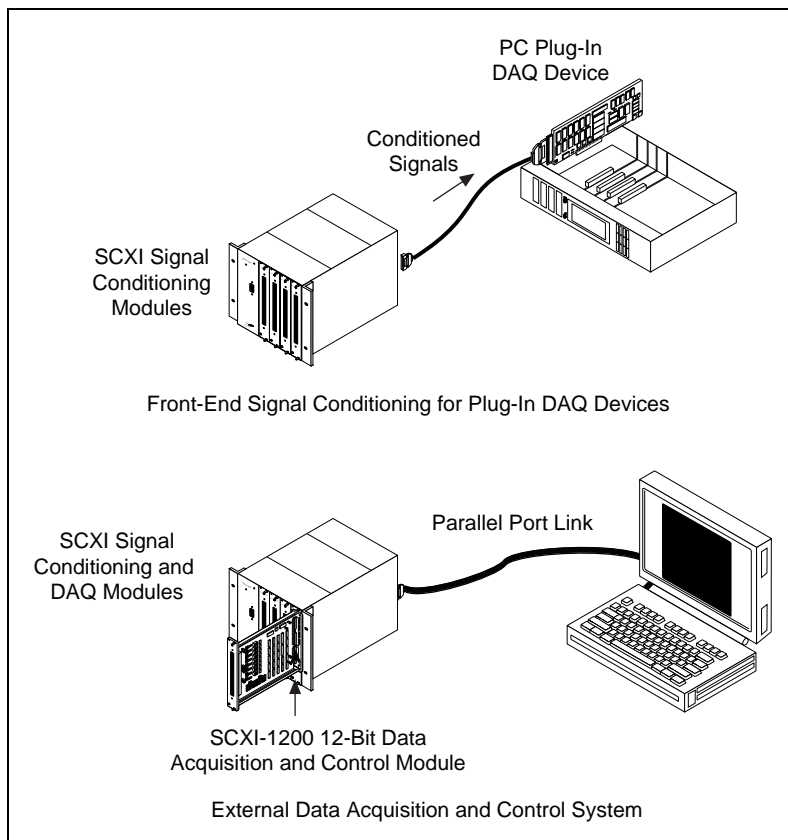 PC Plug-In
DAQ Device
Conditioned
Signals
SCXI Signal
Conditioning
Modules
Front-End Signal Conditioning for Plug-In DAQ Devices
Parallel Port Link
SCXI Signal
Conditioning and
DAQ Modules
SCXI-1200 12-Bit Data
Acquisition and Control Module
External Data Acquisition and Control System